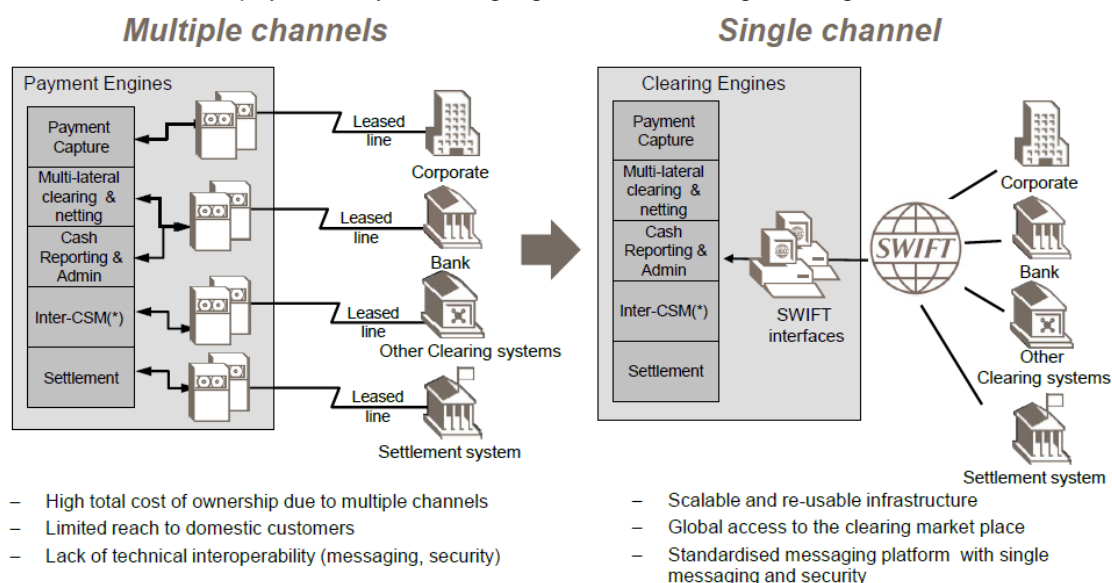 Multiple channels
Payment Engines
Payment
Capture
Multi-lateral
clearing &
netting
Cash
Reporting &
Admin
Inter-CSM(*)
Settlement
Leased
line
Corporate
Leased
line
Bank
Leased
line
Other Clearing systems
Leased
line
Settlement system
– High total cost of ownership due to multiple channels
– Limited reach to domestic customers
– Lack of technical interoperability (messaging, security)
Single channel
Clearing Engines
Payment
Capture
Multi-lateral
clearing &
netting
Cash
Reporting &
Admin
Inter-CSM(*)
Settlement
SWIFT
interfaces
SWIFT
Corporate
Bank
Other
Clearing systems
Settlement system
– Scalable and re-usable infrastructure
– Global access to the clearing market place
– Standardised messaging platform with single
messaging and security